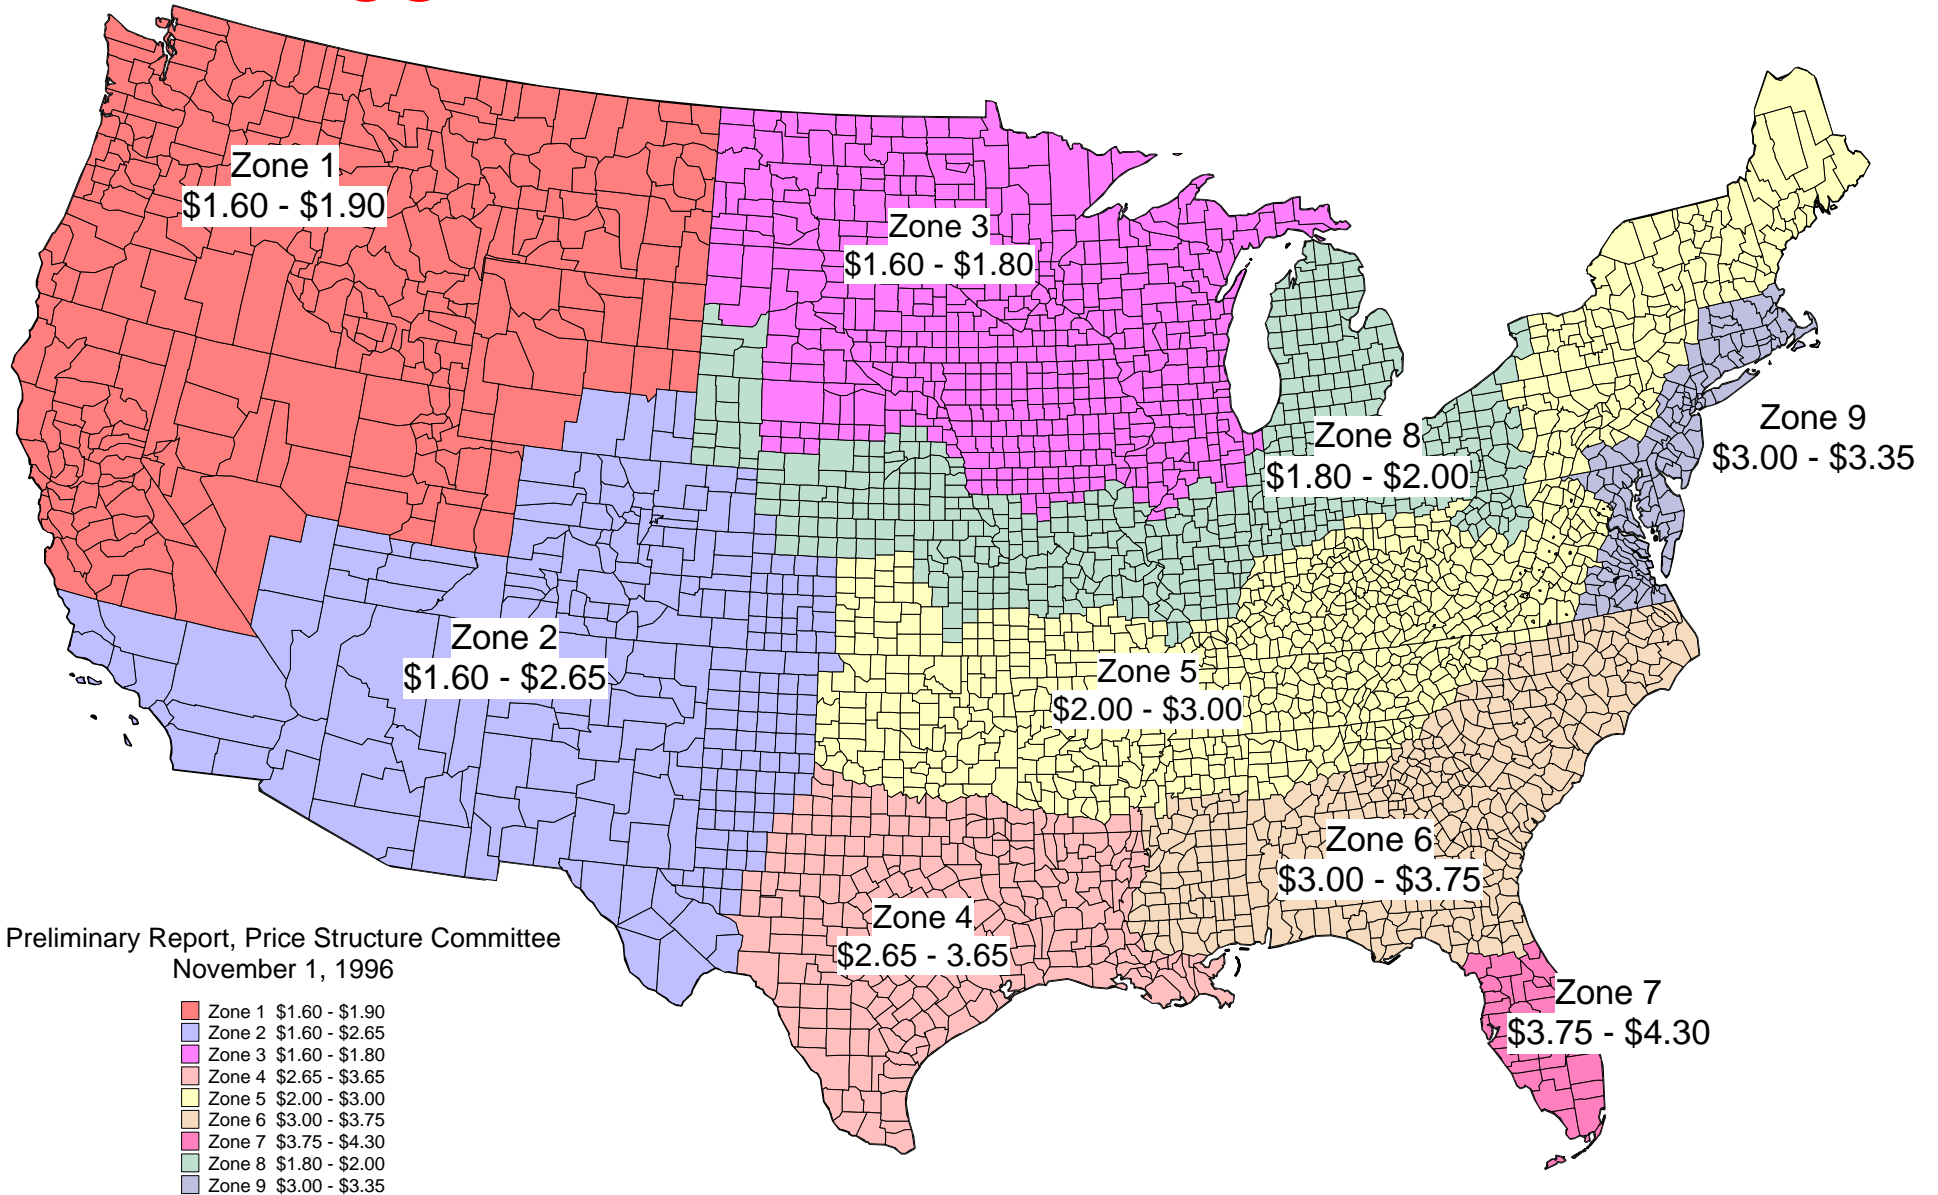 Zone 1
$1.60 - $1.90
Zone 3
$1.60 - $1.80
Zone 8
$1.80 - $2.00
Zone 9
$3.00 - $3.35
Zone 2
$1.60 - $2.65
Zone 5
$2.00 - $3.00
Zone 6
$3.00 - $3.75
Zone 4
$2.65 - 3.65
Zone 7
$3.75 - $4.30
Preliminary Report, Price Structure Committee
November 1, 1996
Zone 1 $1.60 - $1.90
Zone 2 $1.60 - $2.65
Zone 3 $1.60 - $1.80
Zone 4 $2.65 - $3.65
Zone 5 $2.00 - $3.00
Zone 6 $3.00 - $3.75
Zone 7 $3.75 - $4.30
Zone 8 $1.80 - $2.00
Zone 9 $3.00 - $3.35